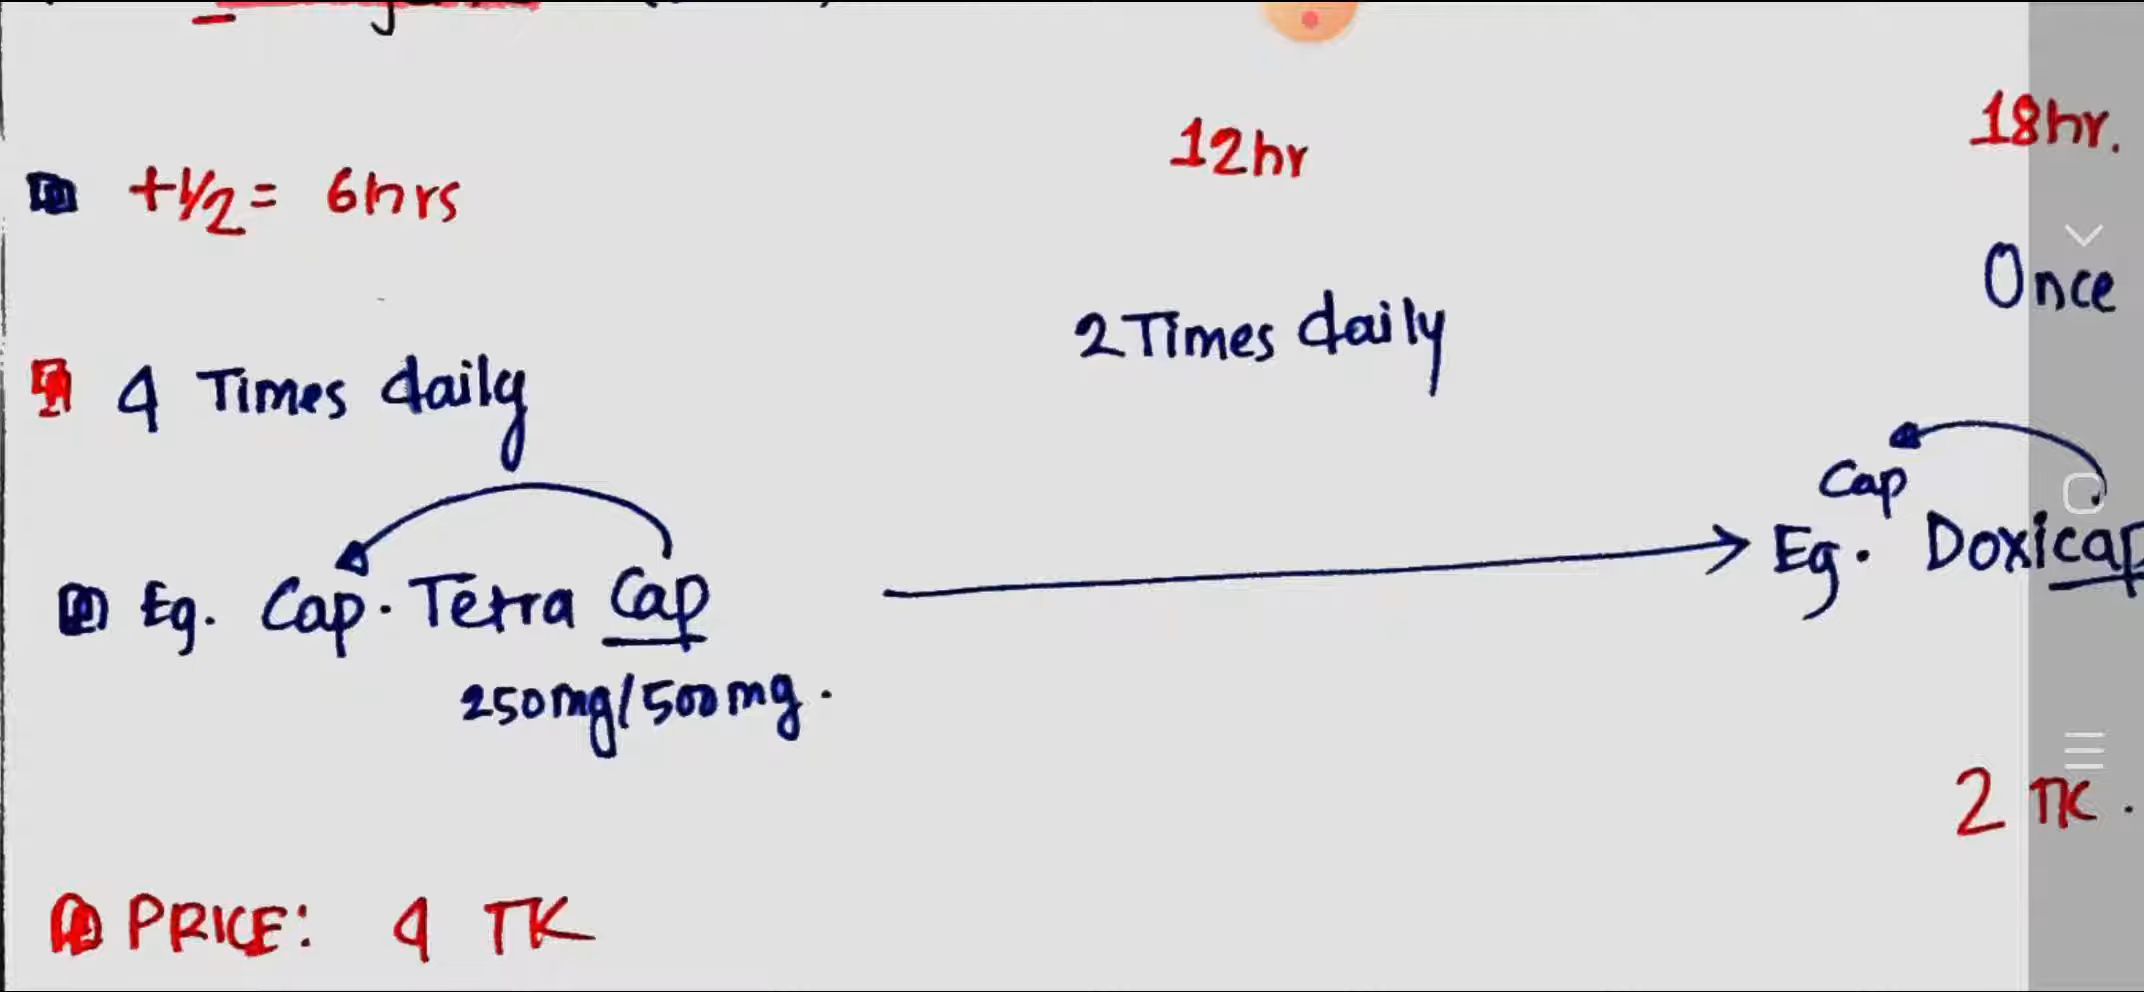 +1/2 = 6hrs 12hr 18hr.
4 Times daily 2 Times daily Once
Cap
Eg. Cap. Tetra Cap Eg. Doxicap
250mg/500mg.
2 TK.
PRICE: 4 TK